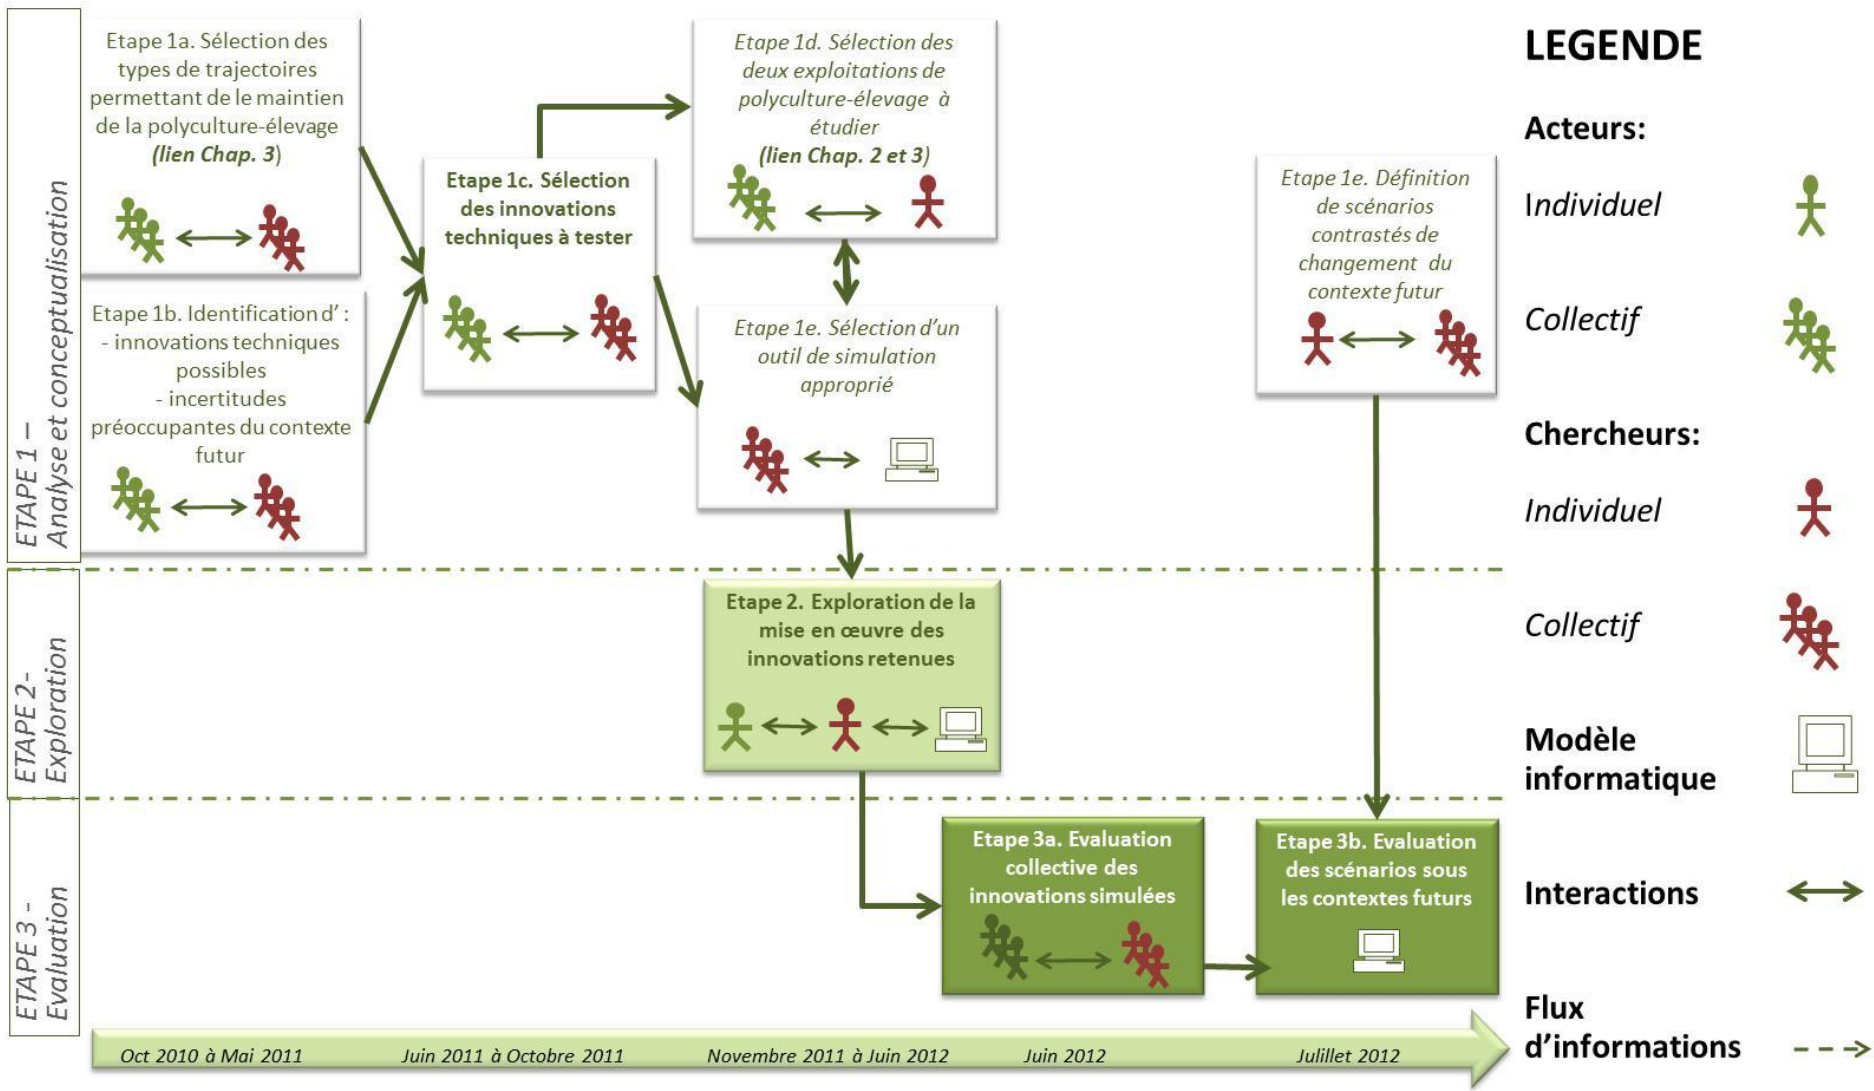 ETAPE 1 –
Analyse et conceptualisation
Etape 1a. Sélection des
types de trajectoires
permettant de le maintien
de la polyculture-élevage
(lien Chap. 3)
Etape 1b. Identification d’ :
- innovations techniques
possibles
- incertitudes
préoccupantes du contexte
futur
Etape 1c. Sélection
des innovations
techniques à tester
Etape 1d. Sélection des
deux exploitations de
polyculture-élevage à
étudier
(lien Chap. 2 et 3)
Etape 1e. Sélection d’un
outil de simulation
approprié
Etape 1e. Définition
de scénarios
contrastés de
changement du
contexte futur
ETAPE 2-
Exploration
Etape 2. Exploration de la
mise en œuvre des
innovations retenues
ETAPE 3 -
Evaluation
Etape 3a. Evaluation
collective des
innovations simulées
Etape 3b. Evaluation
des scénarios sous
les contextes futurs
Oct 2010 à Mai 2011
Juin 2011 à Octobre 2011
Novembre 2011 à Juin 2012
Juin 2012
Julillet 2012
LEGENDE
Acteurs:
Individuel
Collectif
Chercheurs:
Individuel
Collectif
Modèle
informatique
Interactions
Flux
d’informations